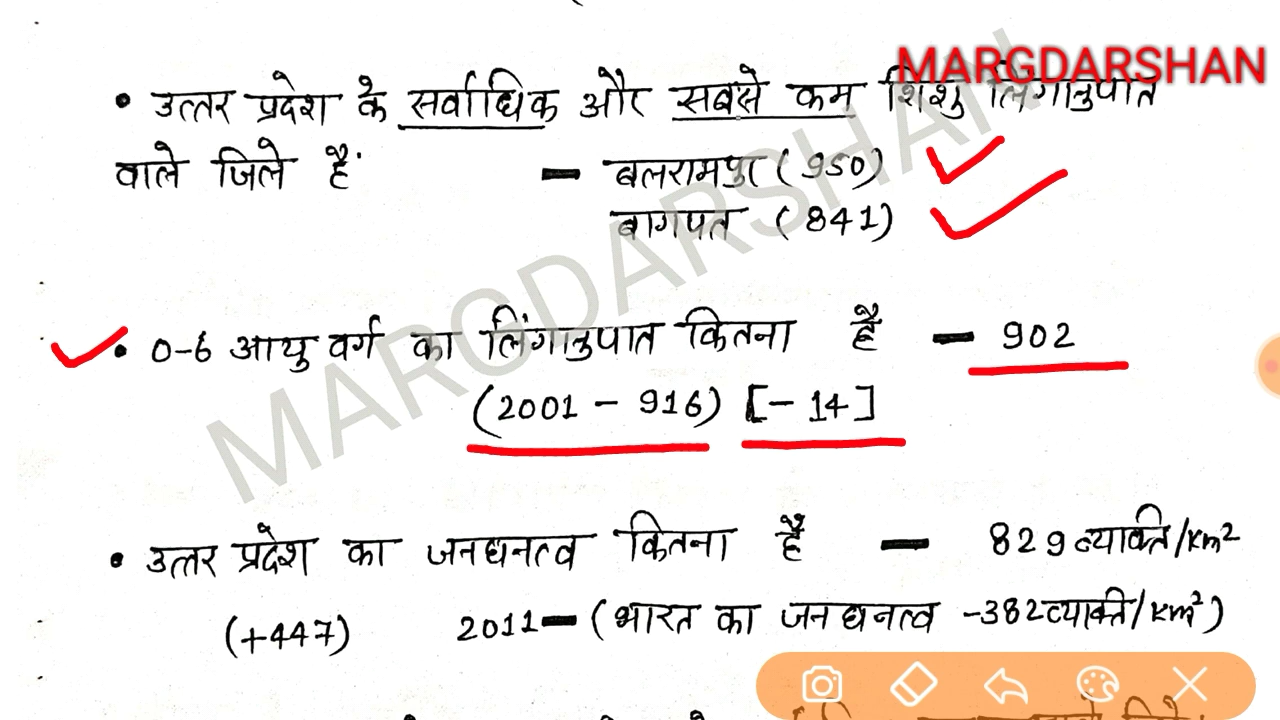 MARGDARSHAN
• उत्तर प्रदेश के सर्वाधिक और सबसे कम शिशु लिंगानुपात
वाले जिले हैं - बलरामपुर (950)
बागपत (841)
• 0-6 आयु वर्ग का लिंगानुपात कितना है - 902
(2001 - 916) [- 14]
• उत्तर प्रदेश का जनघनत्व कितना है - 829 व्यक्ति/km²
(+447) 2011 - (भारत का जनघनत्व -382 व्यक्ति/km²)
MARGDARSHAN